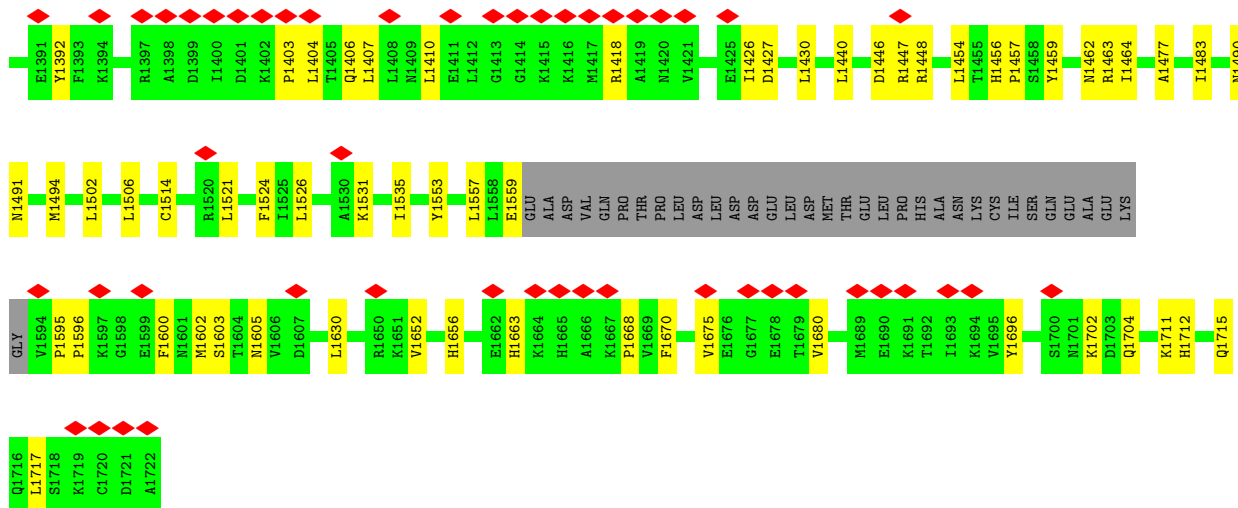 E1391 Y1392 F1393 K1394 R1397 A1398 D1399 I1400 D1401 K1402 P1403 L1404 T1405 Q1406 L1407 L1408 N1409 L1410 E1411 L1412 G1413 G1414 K1415 K1416 M1417 R1418 A1419 N1420 V1421 E1425 I1426 D1427 L1430 L1440 D1446 R1447 R1448 L1454 T1455 H1456 P1457 S1458 Y1459 N1462 R1463 I1464 A1477 I1483 N1490
N1491 M1494 L1502 L1506 C1514 R1520 L1521 F1524 I1525 L1526 A1530 K1531 I1535 Y1553 L1557 L1558 E1559 GLU ALA ASP VAL GLN PRO THR PRO LEU ASP LEU ASP ASP GLU LEU ASP MET THR GLU LEU PRO HIS ALA ASN LYS CYS ILE SER GLN GLU ALA GLU LYS
GLY V1594 P1595 P1596 K1597 G1598 E1599 F1600 N1601 M1602 S1603 T1604 N1605 V1606 D1607 L1630 R1650 K1651 V1652 H1656 E1662 H1663 K1664 H1665 A1666 K1667 P1668 V1669 F1670 V1675 E1676 G1677 E1678 T1679 V1680 M1689 E1690 K1691 T1692 I1693 K1694 V1695 Y1696 S1700 N1701 K1702 D1703 Q1704 K1711 H1712 Q1715
Q1716 L1717 S1718 K1719 C1720 D1721 A1722